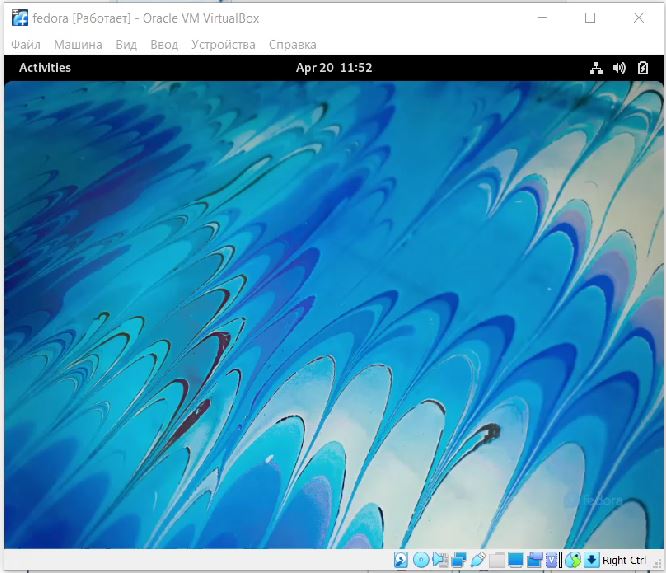 fedora [Работает] - Oracle VM VirtualBox
Файл Машина Вид Ввод Устройства Справка
Activities Apr 20 11:52
fedora
Right Ctrl